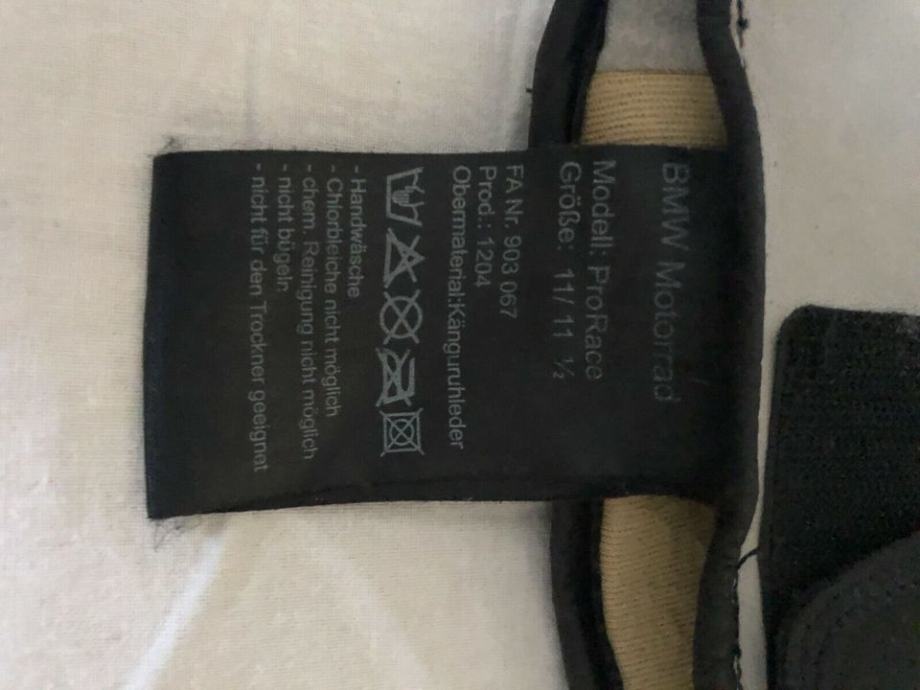 BMW Motorrad
Modell: ProRace
Größe: 11/ 11 ½
FA Nr. 903 067
Prod.: 1204
Obermaterial:Känguruhleder
- Handwäsche
- Chlorbleiche nicht möglich
- chem. Reinigung nicht möglich
- nicht bügeln
- nicht für den Trockner geeignet